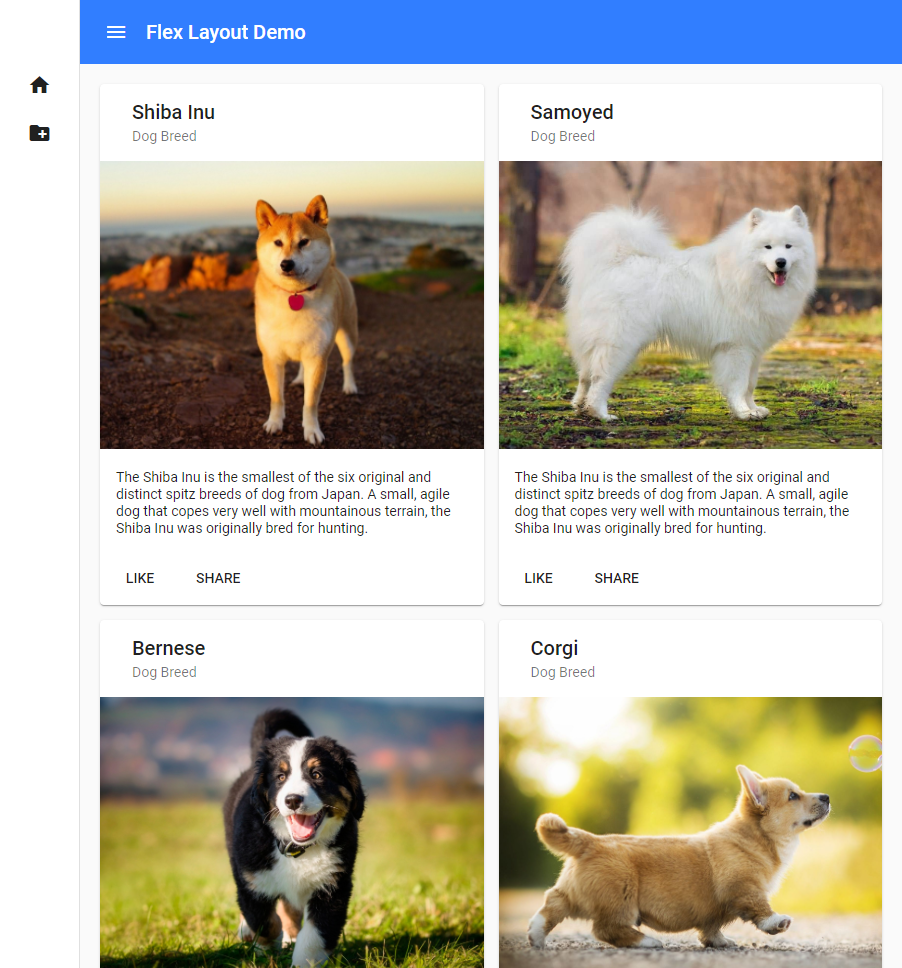 Flex Layout Demo
Shiba Inu
Dog Breed
The Shiba Inu is the smallest of the six original and
distinct spitz breeds of dog from Japan. A small, agile
dog that copes very well with mountainous terrain, the
Shiba Inu was originally bred for hunting.
LIKE SHARE
Samoyed
Dog Breed
The Shiba Inu is the smallest of the six original and
distinct spitz breeds of dog from Japan. A small, agile
dog that copes very well with mountainous terrain, the
Shiba Inu was originally bred for hunting.
LIKE SHARE
Bernese
Dog Breed
Corgi
Dog Breed